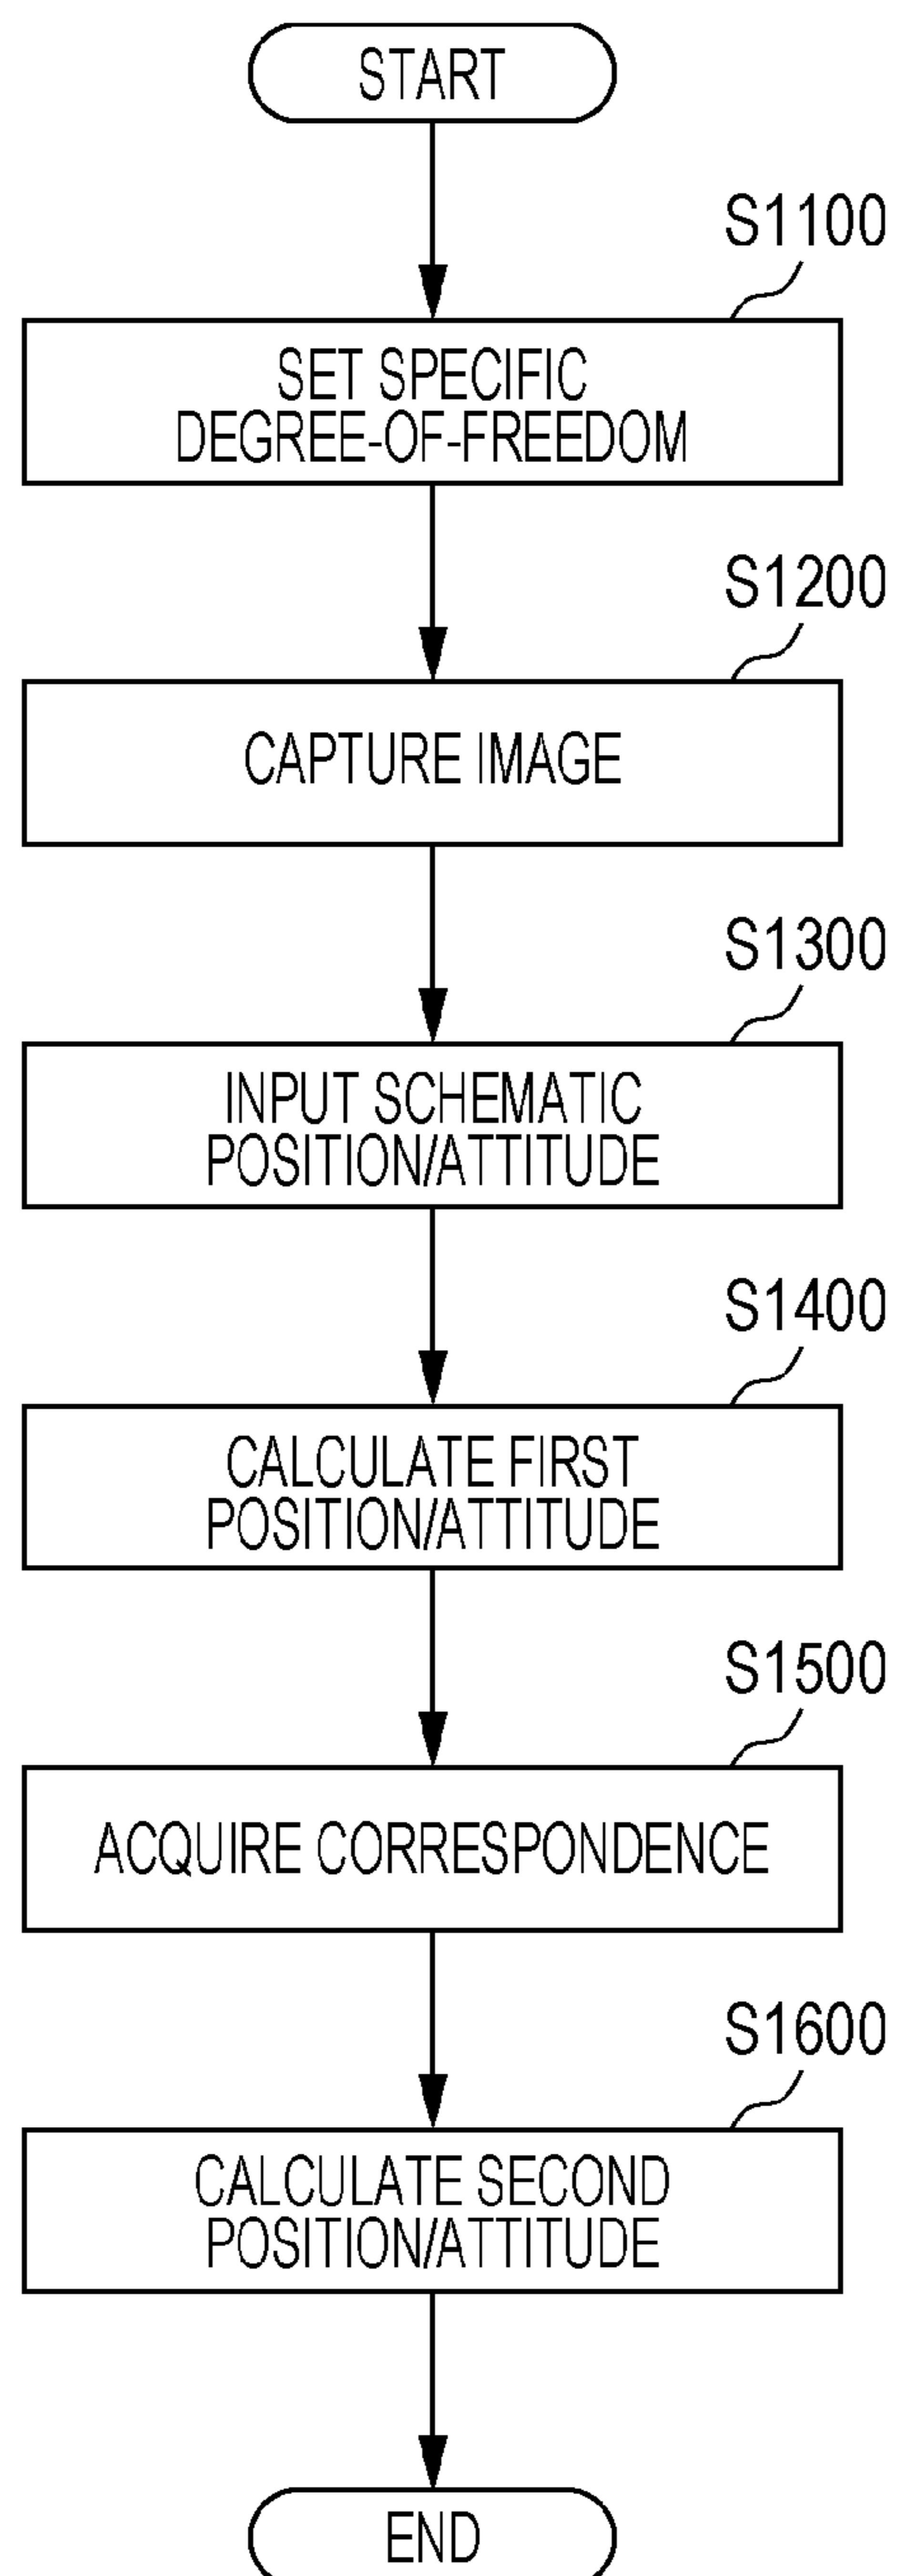 START
S1100
SET SPECIFIC
DEGREE-OF-FREEDOM
S1200
CAPTURE IMAGE
S1300
INPUT SCHEMATIC
POSITION/ATTITUDE
S1400
CALCULATE FIRST
POSITION/ATTITUDE
S1500
ACQUIRE CORRESPONDENCE
S1600
CALCULATE SECOND
POSITION/ATTITUDE
END